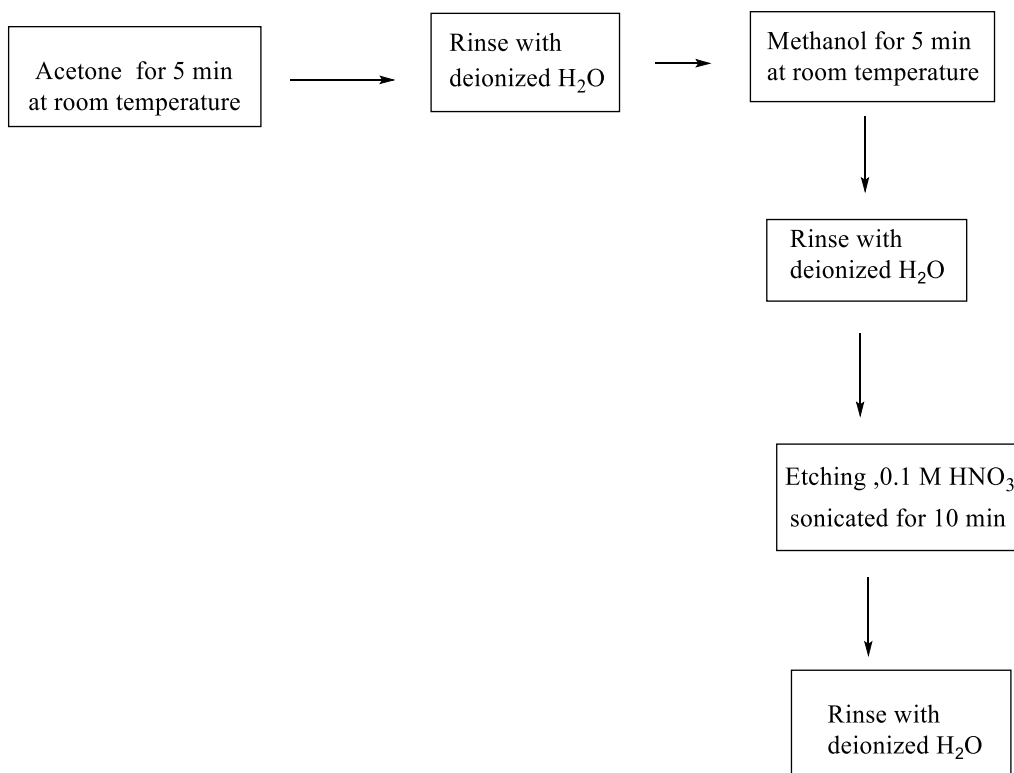 Acetone for 5 min
at room temperature
Rinse with
deionized H₂O
Methanol for 5 min
at room temperature
Rinse with
deionized H₂O
Etching ,0.1 M HNO₃
sonicated for 10 min
Rinse with
deionized H₂O